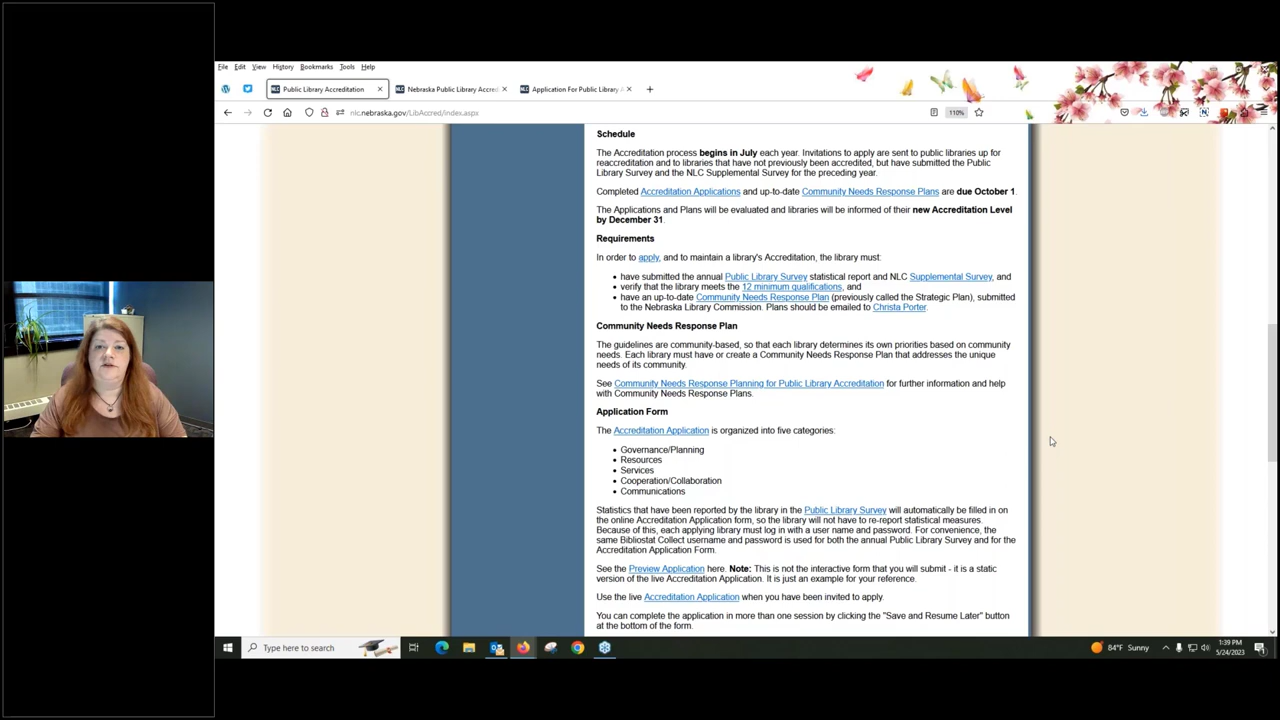 File Edit View History Bookmarks Tools Help
Public Library Accreditation
Nebraska Public Library Accred
Application For Public Library A
nlc.nebraska.gov/LibAccred/index.aspx
110%
Schedule
The Accreditation process begins in July each year. Invitations to apply are sent to public libraries up for
reaccreditation and to libraries that have not previously been accredited, but have submitted the Public
Library Survey and the NLC Supplemental Survey for the preceding year.
Completed Accreditation Applications and up-to-date Community Needs Response Plans are due October 1.
The Applications and Plans will be evaluated and libraries will be informed of their new Accreditation Level
by December 31.
Requirements
In order to apply, and to maintain a library's Accreditation, the library must:
• have submitted the annual Public Library Survey statistical report and NLC Supplemental Survey, and
• verify that the library meets the 12 minimum qualifications, and
• have an up-to-date Community Needs Response Plan (previously called the Strategic Plan), submitted
to the Nebraska Library Commission. Plans should be emailed to Christa Porter.
Community Needs Response Plan
The guidelines are community-based, so that each library determines its own priorities based on community
needs. Each library must have or create a Community Needs Response Plan that addresses the unique
needs of its community.
See Community Needs Response Planning for Public Library Accreditation for further information and help
with Community Needs Response Plans.
Application Form
The Accreditation Application is organized into five categories:
• Governance/Planning
• Resources
• Services
• Cooperation/Collaboration
• Communications
Statistics that have been reported by the library in the Public Library Survey will automatically be filled in on
the online Accreditation Application form, so the library will not have to re-report statistical measures.
Because of this, each applying library must log in with a user name and password. For convenience, the
same Bibliostat Collect username and password is used for both the annual Public Library Survey and for the
Accreditation Application Form.
See the Preview Application here. Note: This is not the interactive form that you will submit - it is a static
version of the live Accreditation Application. It is just an example for your reference.
Use the live Accreditation Application when you have been invited to apply.
You can complete the application in more than one session by clicking the "Save and Resume Later" button
at the bottom of the form.
Type here to search
84°F Sunny
1:39 PM
5/24/2023